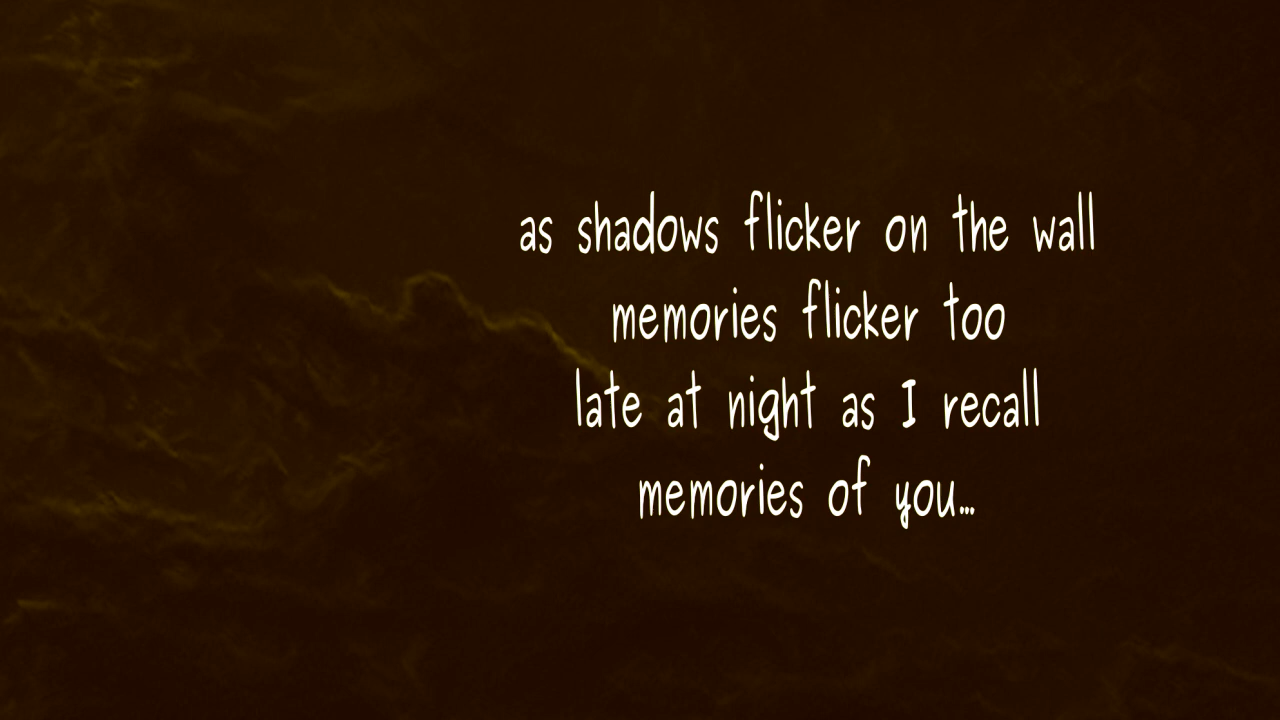 as shadows flicker on the wall
memories flicker too
late at night as I recall
memories of you...